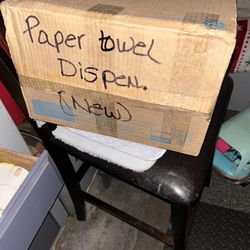 Paper towel
Dispen.
(New)